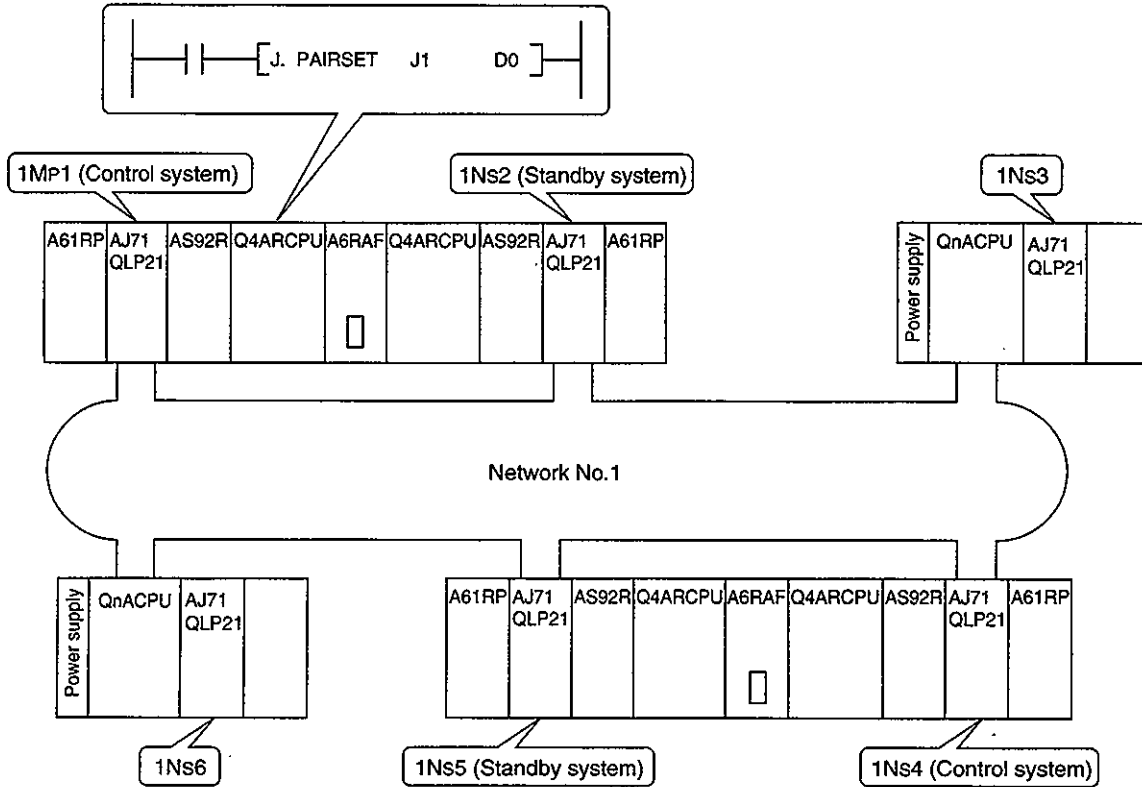 J. PAIRSET J1 D0
1MP1 (Control system)
1NS2 (Standby system)
1NS3
A61RP
AJ71
QLP21
AS92R
Q4ARCPU
A6RAF
Q4ARCPU
AS92R
AJ71
QLP21
A61RP
Power supply
QnACPU
AJ71
QLP21
Network No.1
Power supply
QnACPU
AJ71
QLP21
A61RP
AJ71
QLP21
AS92R
Q4ARCPU
A6RAF
Q4ARCPU
AS92R
AJ71
QLP21
A61RP
1NS6
1NS5 (Standby system)
1NS4 (Control system)